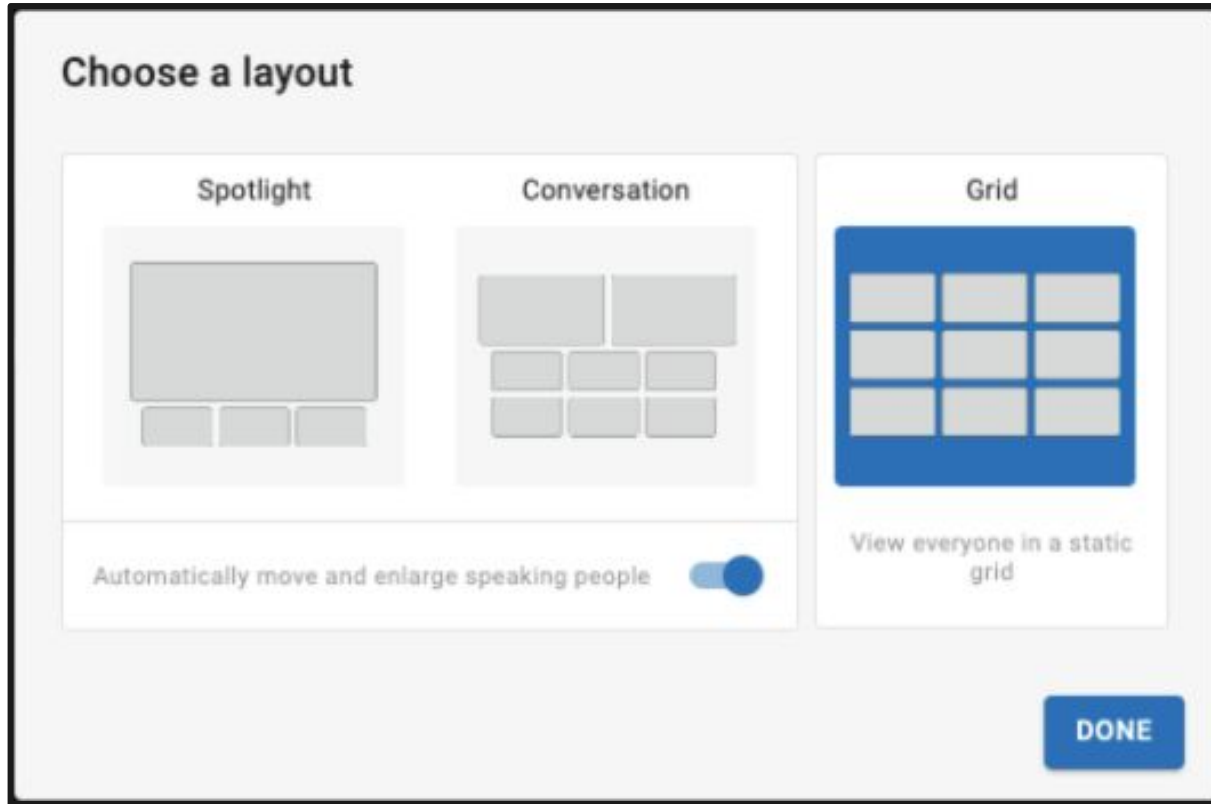 Choose a layout
Spotlight
Conversation
Grid
Automatically move and enlarge speaking people
View everyone in a static
grid
DONE